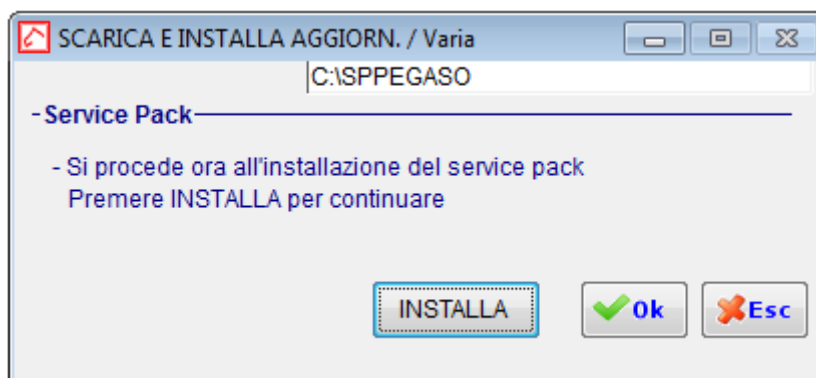 SCARICA E INSTALLA AGGIORN. / Varia
C:\SPPEGASO
Service Pack
- Si procede ora all'installazione del service pack
Premere INSTALLA per continuare
INSTALLA Ok Esc